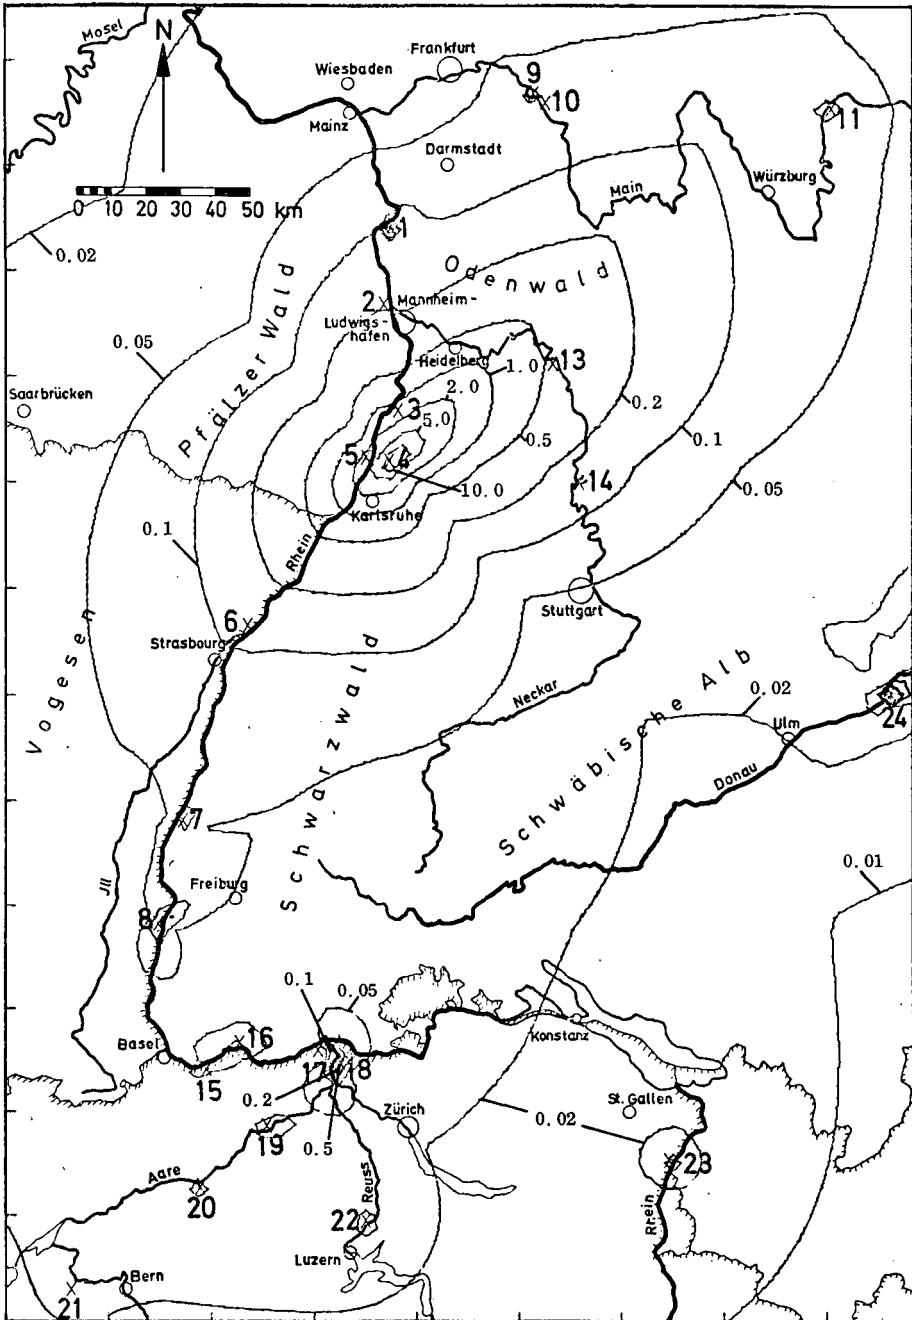 Mosel
N
Frankfurt
Wiesbaden
Mainz
9
10
11
Darmstadt
Würzburg
Main
0 10 20 30 40 50 km
1
0.02
Odenwald
Pfälzer Wald
2
Mannheim-
Ludwigs-
hafen
0.05
Heidelberg
1.0
13
2.0
Saarbrücken
3
5.0
0.2
0.5
0.1
5
4
10.0
14
0.05
Karlsruhe
0.1
Rhein
Stuttgart
6
Strasbourg
Vogesen
Schwarzwald
Neckar
Schwäbische Alb
0.02
Ulm
24
Donau
7
0.01
Jll
Freiburg
8
0.1
0.05
Konstanz
Basel
16
15
17
18
0.2
Zürich
St.Gallen
0.02
19
0.5
23
Aare
20
Reuss
22
Rhein
Luzern
Bern
21